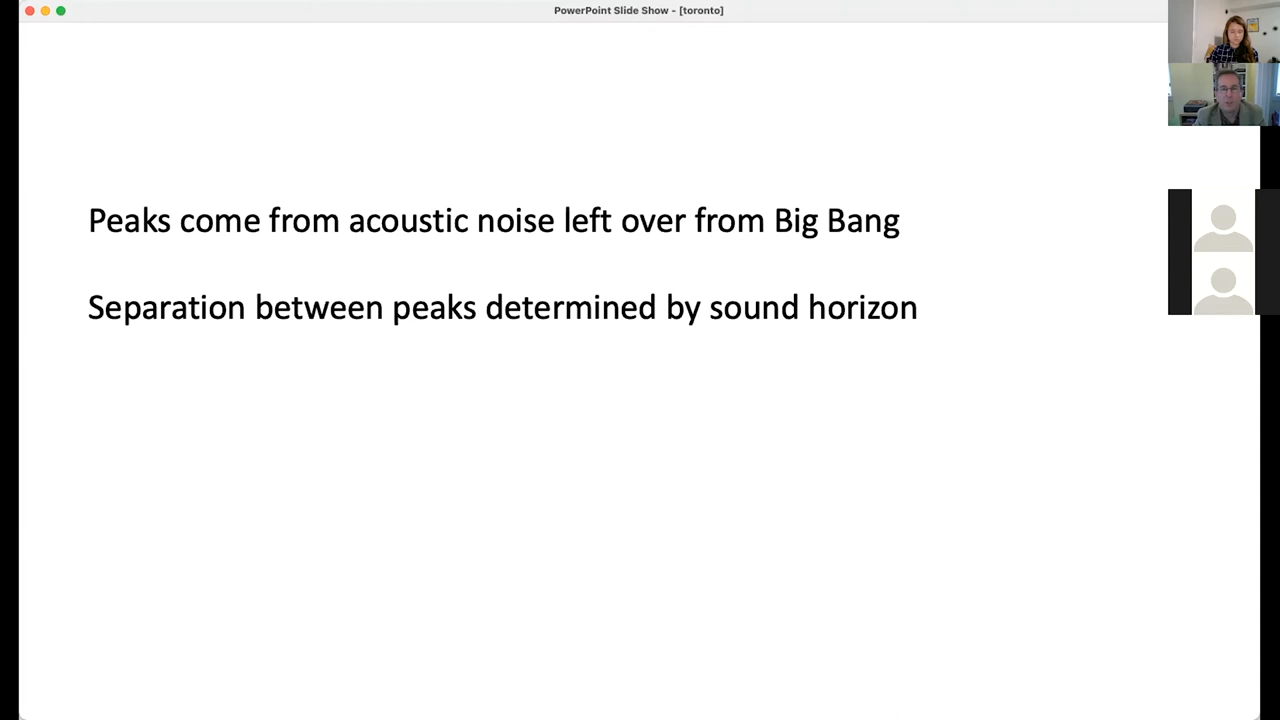 PowerPoint Slide Show - [toronto]
Peaks come from acoustic noise left over from Big Bang
Separation between peaks determined by sound horizon